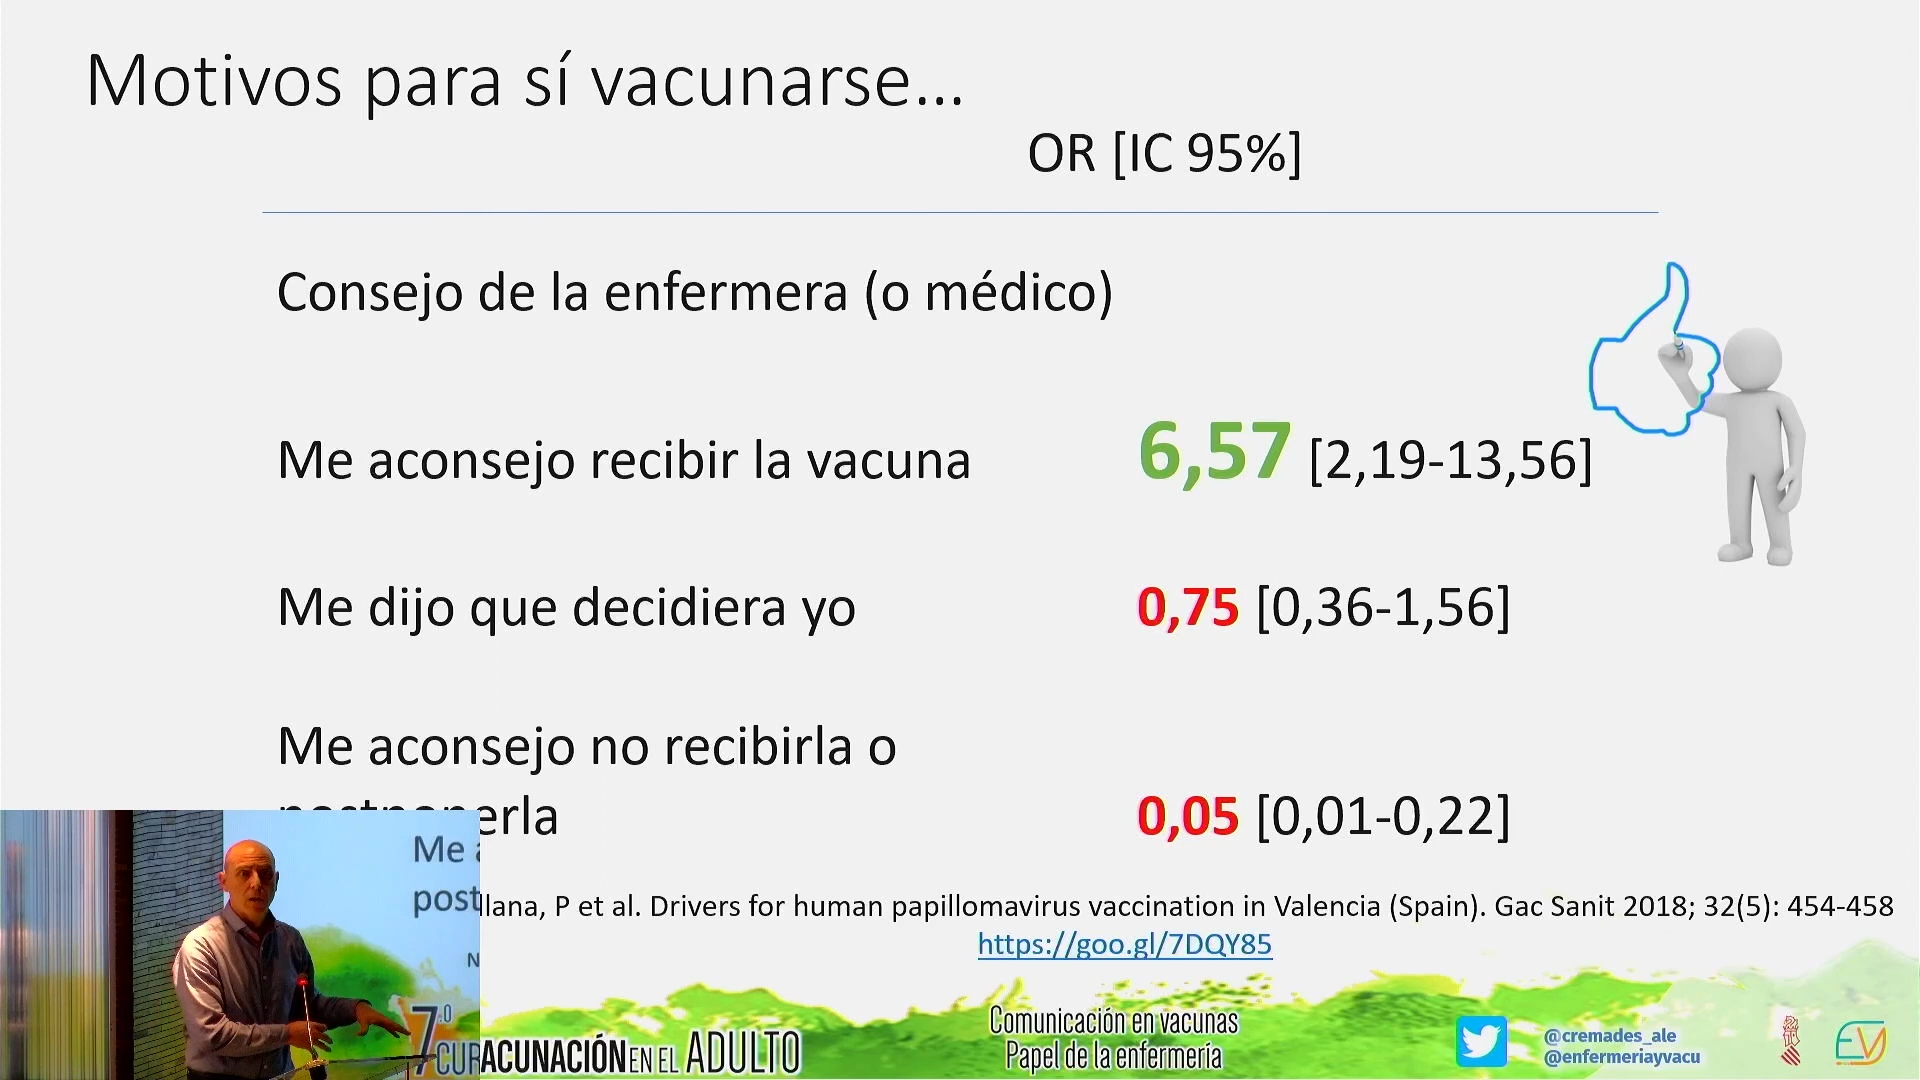 Motivos para sí vacunarse...
OR [IC 95%]
Consejo de la enfermera (o médico)
Me aconsejo recibir la vacuna 6,57 [2,19-13,56]
Me dijo que decidiera yo 0,75 [0,36-1,56]
Me aconsejo no recibirla o
postponerla 0,05 [0,01-0,22]
llana, P et al. Drivers for human papillomavirus vaccination in Valencia (Spain). Gac Sanit 2018; 32(5): 454-458
https://goo.gl/7DQY85
Me a
post
N
7.º
CURACUNACIÓN EN EL ADULTO
Comunicación en vacunas
Papel de la enfermería
@cremades_ale
@enfermeriayvacu
EV